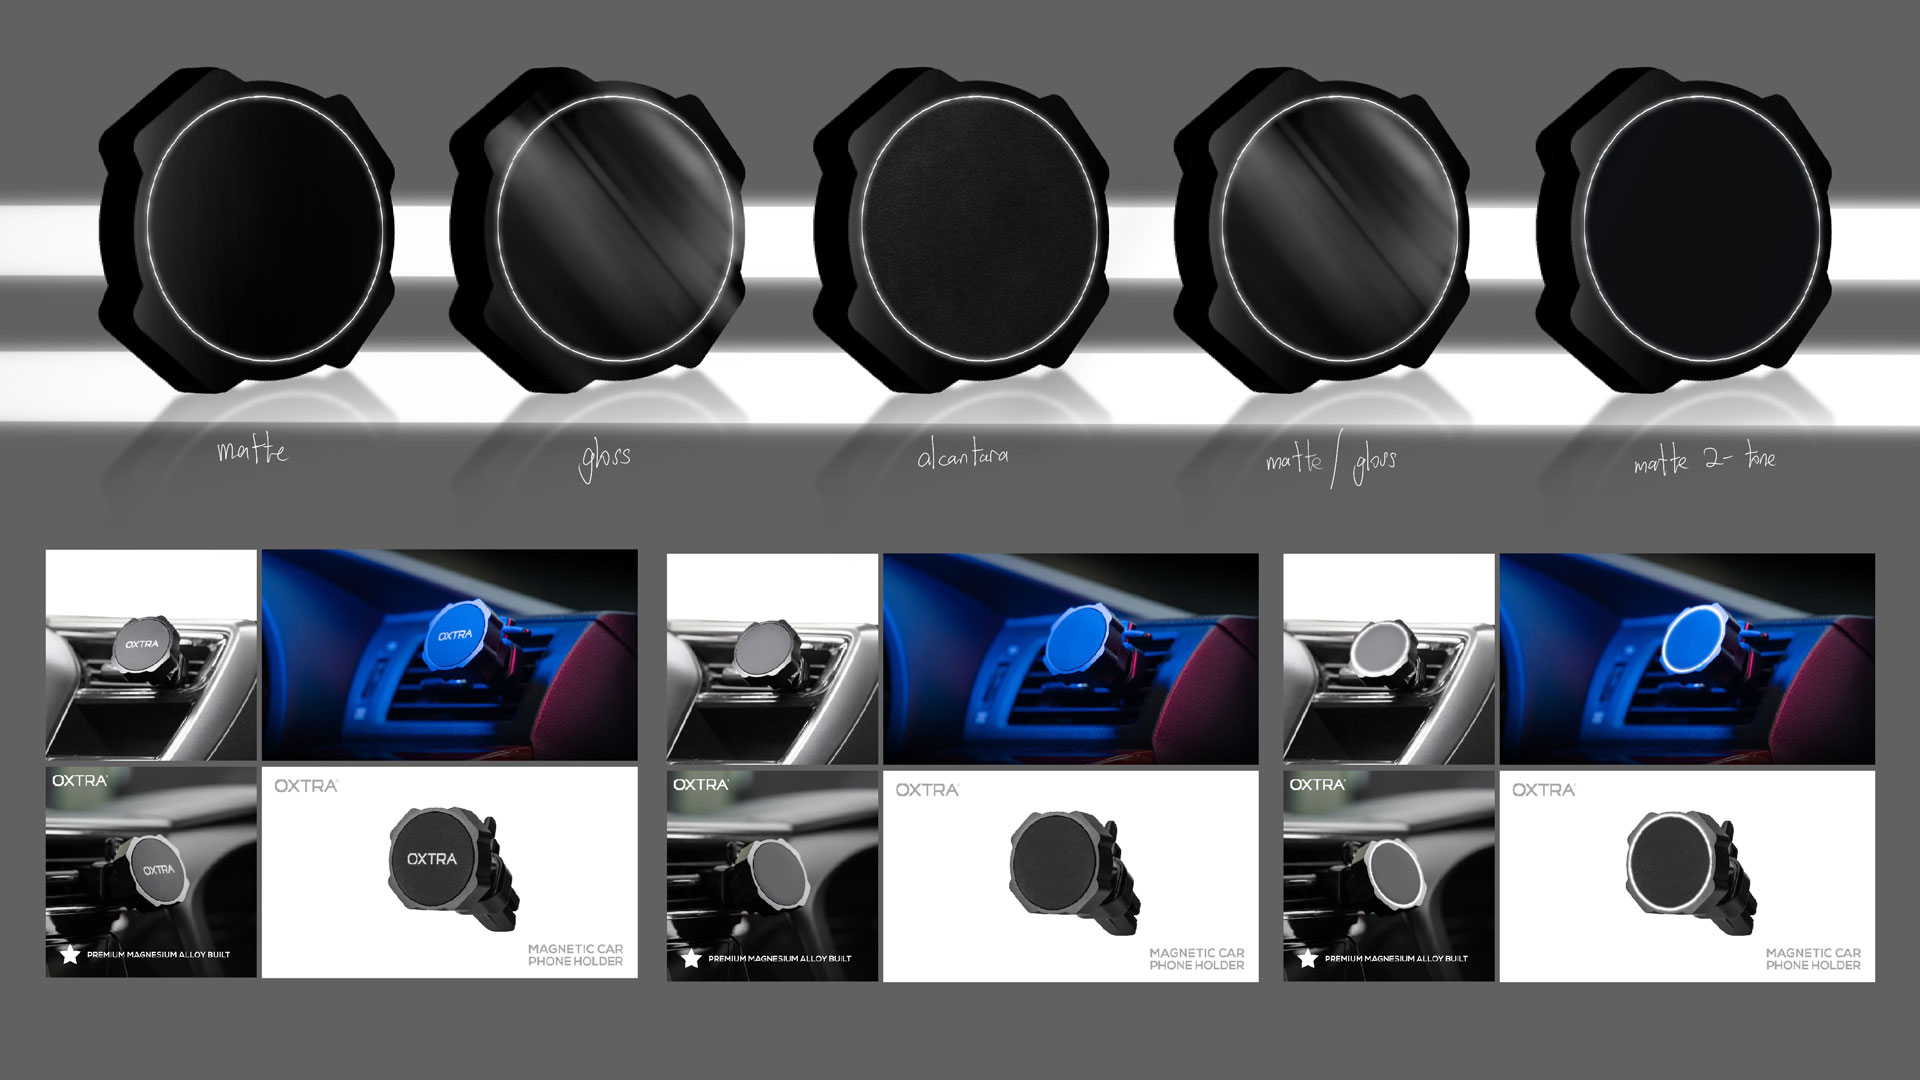 matte
gloss
alcantara
matte / gloss
matte 2-tone
OXTRA
OXTRA
OXTRA
OXTRA
PREMIUM MAGNESIUM ALLOY BUILT
OXTRA
OXTRA
MAGNETIC CAR
PHONE HOLDER
OXTRA
PREMIUM MAGNESIUM ALLOY BUILT
OXTRA
MAGNETIC CAR
PHONE HOLDER
OXTRA
PREMIUM MAGNESIUM ALLOY BUILT
OXTRA
MAGNETIC CAR
PHONE HOLDER